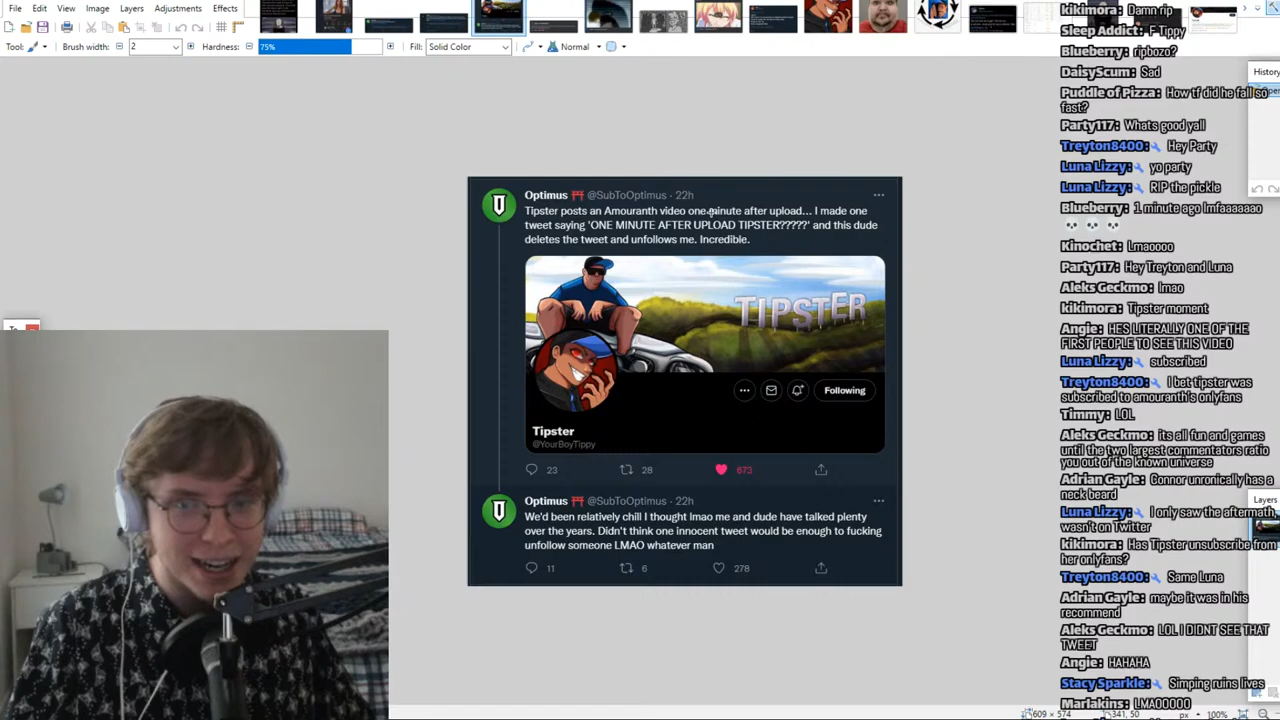 Edit View Image Layers Adjustments Effects
Tool: Brush width: 2 Hardness: 75% Fill: Solid Color Normal
Optimus @SubToOptimus · 22h
Tipster posts an Amouranth video one minute after upload... I made one
tweet saying 'ONE MINUTE AFTER UPLOAD TIPSTER?????' and this dude
deletes the tweet and unfollows me. Incredible.
TIPSTER
Following
Tipster
@YourBoyTippy
23 28 673
Optimus @SubToOptimus · 22h
We'd been relatively chill I thought lmao me and dude have talked plenty
over the years. Didn't think one innocent tweet would be enough to fucking
unfollow someone LMAO whatever man
11 6 278
kikimora: Damn rip
Sleep Addict: F Tippy
Blueberry: ripbozo?
DaisyScum: Sad
Puddle of Pizza: How tf did he fall so
fast?
Party117: Whats good yall
Treyton8400: Hey Party
Luna Lizzy: yo party
Luna Lizzy: RIP the pickle
Blueberry: 1 minute ago lmfaaaaaao
Kinochet: Lmaoooo
Party117: Hey Treyton and Luna
Aleks Geckmo: lmao
kikimora: Tipster moment
Angie: HES LITERALLY ONE OF THE
FIRST PEOPLE TO SEE THIS VIDEO
Luna Lizzy: subscribed
Treyton8400: I bet tipster was
subscribed to amouranth's onlyfans
Timmy: LOL
Aleks Geckmo: its all fun and games
until the two largest commentators ratio
you out of the known universe
Adrian Gayle: Connor unronically has a
neck beard
Luna Lizzy: I only saw the aftermath
wasn't on Twitter
kikimora: Has Tipster unsubscribe from
her onlyfans?
Treyton8400: Same Luna
Adrian Gayle: maybe it was in his
recommend
Aleks Geckmo: LOL I DIDNT SEE THAT
TWEET
Angie: HAHAHA
Stacy Sparkle: Simping ruins lives
Marlakins: LMAOOOOO
History
Layers
609 × 574 341, 50 px 100%